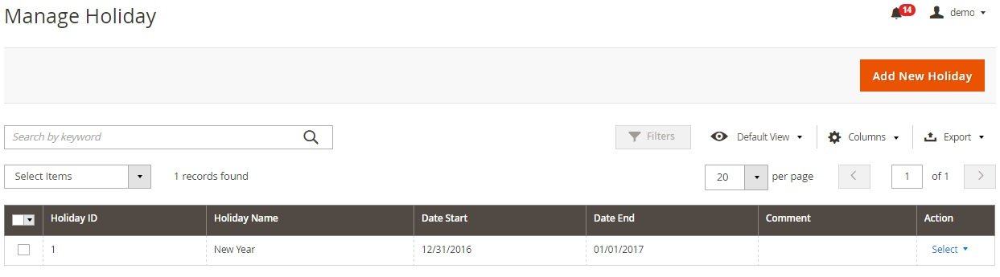 Manage Holiday
14
demo
Add New Holiday
Search by keyword
Filters
Default View
Columns
Export
Select Items
1 records found
20
per page
1
of 1
Holiday ID Holiday Name Date Start Date End Comment Action
1 New Year 12/31/2016 01/01/2017 Select